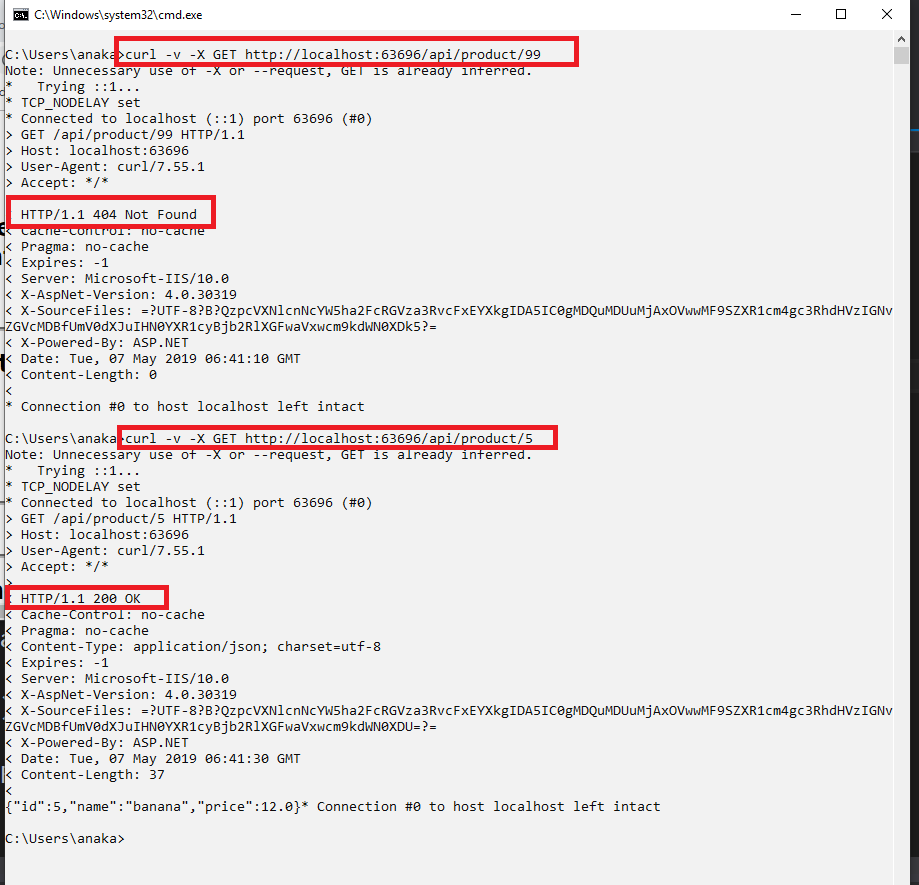 C:\Windows\system32\cmd.exe
C:\Users\anaka>curl -v -X GET http://localhost:63696/api/product/99
Note: Unnecessary use of -X or --request, GET is already inferred.
*   Trying ::1...
* TCP_NODELAY set
* Connected to localhost (::1) port 63696 (#0)
> GET /api/product/99 HTTP/1.1
> Host: localhost:63696
> User-Agent: curl/7.55.1
> Accept: */*
HTTP/1.1 404 Not Found
< Cache-Control: no-cache
< Pragma: no-cache
< Expires: -1
< Server: Microsoft-IIS/10.0
< X-AspNet-Version: 4.0.30319
< X-SourceFiles: =?UTF-8?B?QzpcVXNlcnNcYW5ha2FcRGVza3RvcFxEYXkgIDA5IC0gMDQuMDUuMjAxOVwwMF9SZXR1cm4gc3RhdHVzIGNv
ZGVcMDBfUmV0dXJuIHN0YXR1cyBjb2RlXGFwaVxwcm9kdWN0XDk5?=
< X-Powered-By: ASP.NET
< Date: Tue, 07 May 2019 06:41:10 GMT
< Content-Length: 0
<
* Connection #0 to host localhost left intact
C:\Users\anaka>curl -v -X GET http://localhost:63696/api/product/5
Note: Unnecessary use of -X or --request, GET is already inferred.
*   Trying ::1...
* TCP_NODELAY set
* Connected to localhost (::1) port 63696 (#0)
> GET /api/product/5 HTTP/1.1
> Host: localhost:63696
> User-Agent: curl/7.55.1
> Accept: */*
>
< HTTP/1.1 200 OK
< Cache-Control: no-cache
< Pragma: no-cache
< Content-Type: application/json; charset=utf-8
< Expires: -1
< Server: Microsoft-IIS/10.0
< X-AspNet-Version: 4.0.30319
< X-SourceFiles: =?UTF-8?B?QzpcVXNlcnNcYW5ha2FcRGVza3RvcFxEYXkgIDA5IC0gMDQuMDUuMjAxOVwwMF9SZXR1cm4gc3RhdHVzIGNv
ZGVcMDBfUmV0dXJuIHN0YXR1cyBjb2RlXGFwaVxwcm9kdWN0XDU=?=
< X-Powered-By: ASP.NET
< Date: Tue, 07 May 2019 06:41:30 GMT
< Content-Length: 37
<
{"id":5,"name":"banana","price":12.0}* Connection #0 to host localhost left intact
C:\Users\anaka>